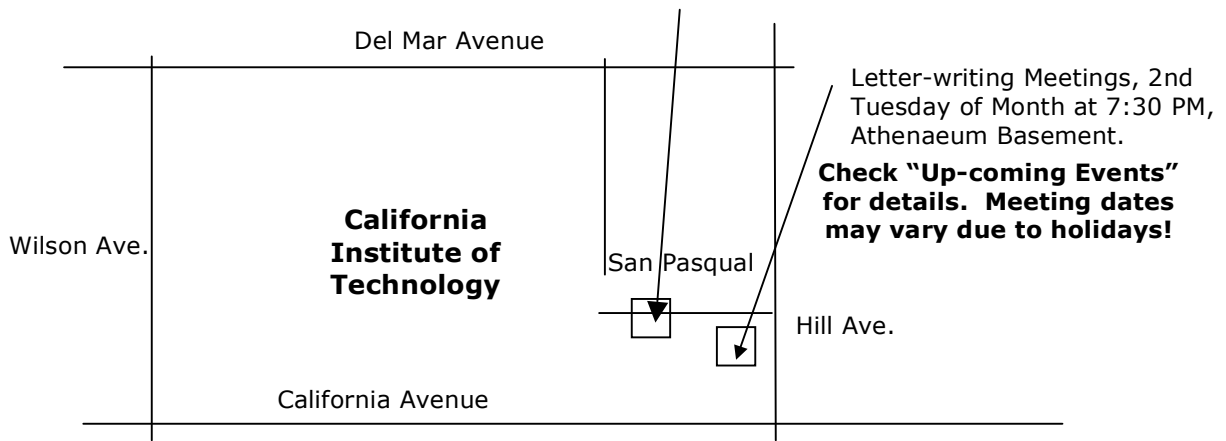 Del Mar Avenue
Letter-writing Meetings, 2nd
Tuesday of Month at 7:30 PM,
Athenaeum Basement.
Check “Up-coming Events”
for details.  Meeting dates
may vary due to holidays!
California
Institute of
Technology
Wilson Ave.
San Pasqual
Hill Ave.
California Avenue